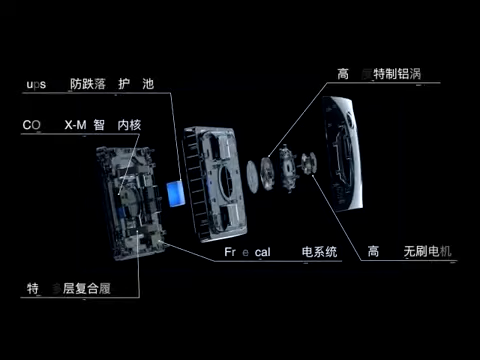 ups 防跌落 护 池
高 特制铝涡
CO X-M 智 内核
Fr e cal 电系统
高 无刷电机
特 多层复合履